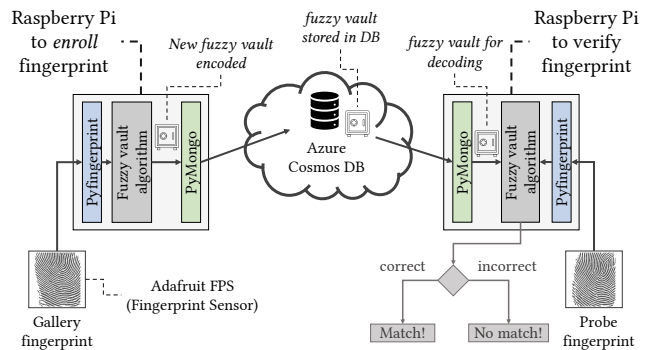 Raspberry Pi
to enroll
fingerprint
New fuzzy vault
encoded
fuzzy vault
stored in DB
fuzzy vault for
decoding
Raspberry Pi
to verify
fingerprint
Pyfingerprint
Fuzzy vault
algorithm
PyMongo
Azure
Cosmos DB
PyMongo
Fuzzy vault
algorithm
Pyfingerprint
Adafruit FPS
(Fingerprint Sensor)
Gallery
fingerprint
correct
incorrect
Match!
No match!
Probe
fingerprint